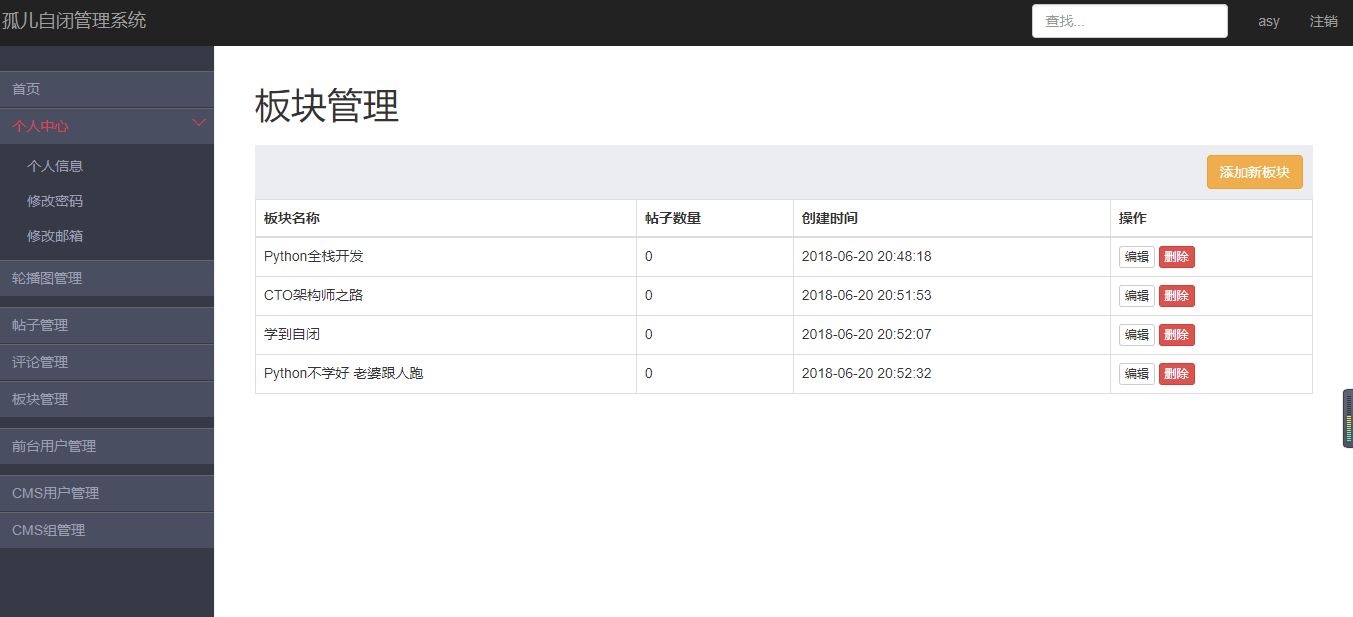 孤儿自闭管理系统 查找... asy 注销
首页
个人中心
个人信息
修改密码
修改邮箱
轮播图管理
帖子管理
评论管理
板块管理
前台用户管理
CMS用户管理
CMS组管理
板块管理
添加新板块
板块名称 帖子数量 创建时间 操作
Python全栈开发 0 2018-06-20 20:48:18 编辑 删除
CTO架构师之路 0 2018-06-20 20:51:53 编辑 删除
学到自闭 0 2018-06-20 20:52:07 编辑 删除
Python不学好 老婆跟人跑 0 2018-06-20 20:52:32 编辑 删除